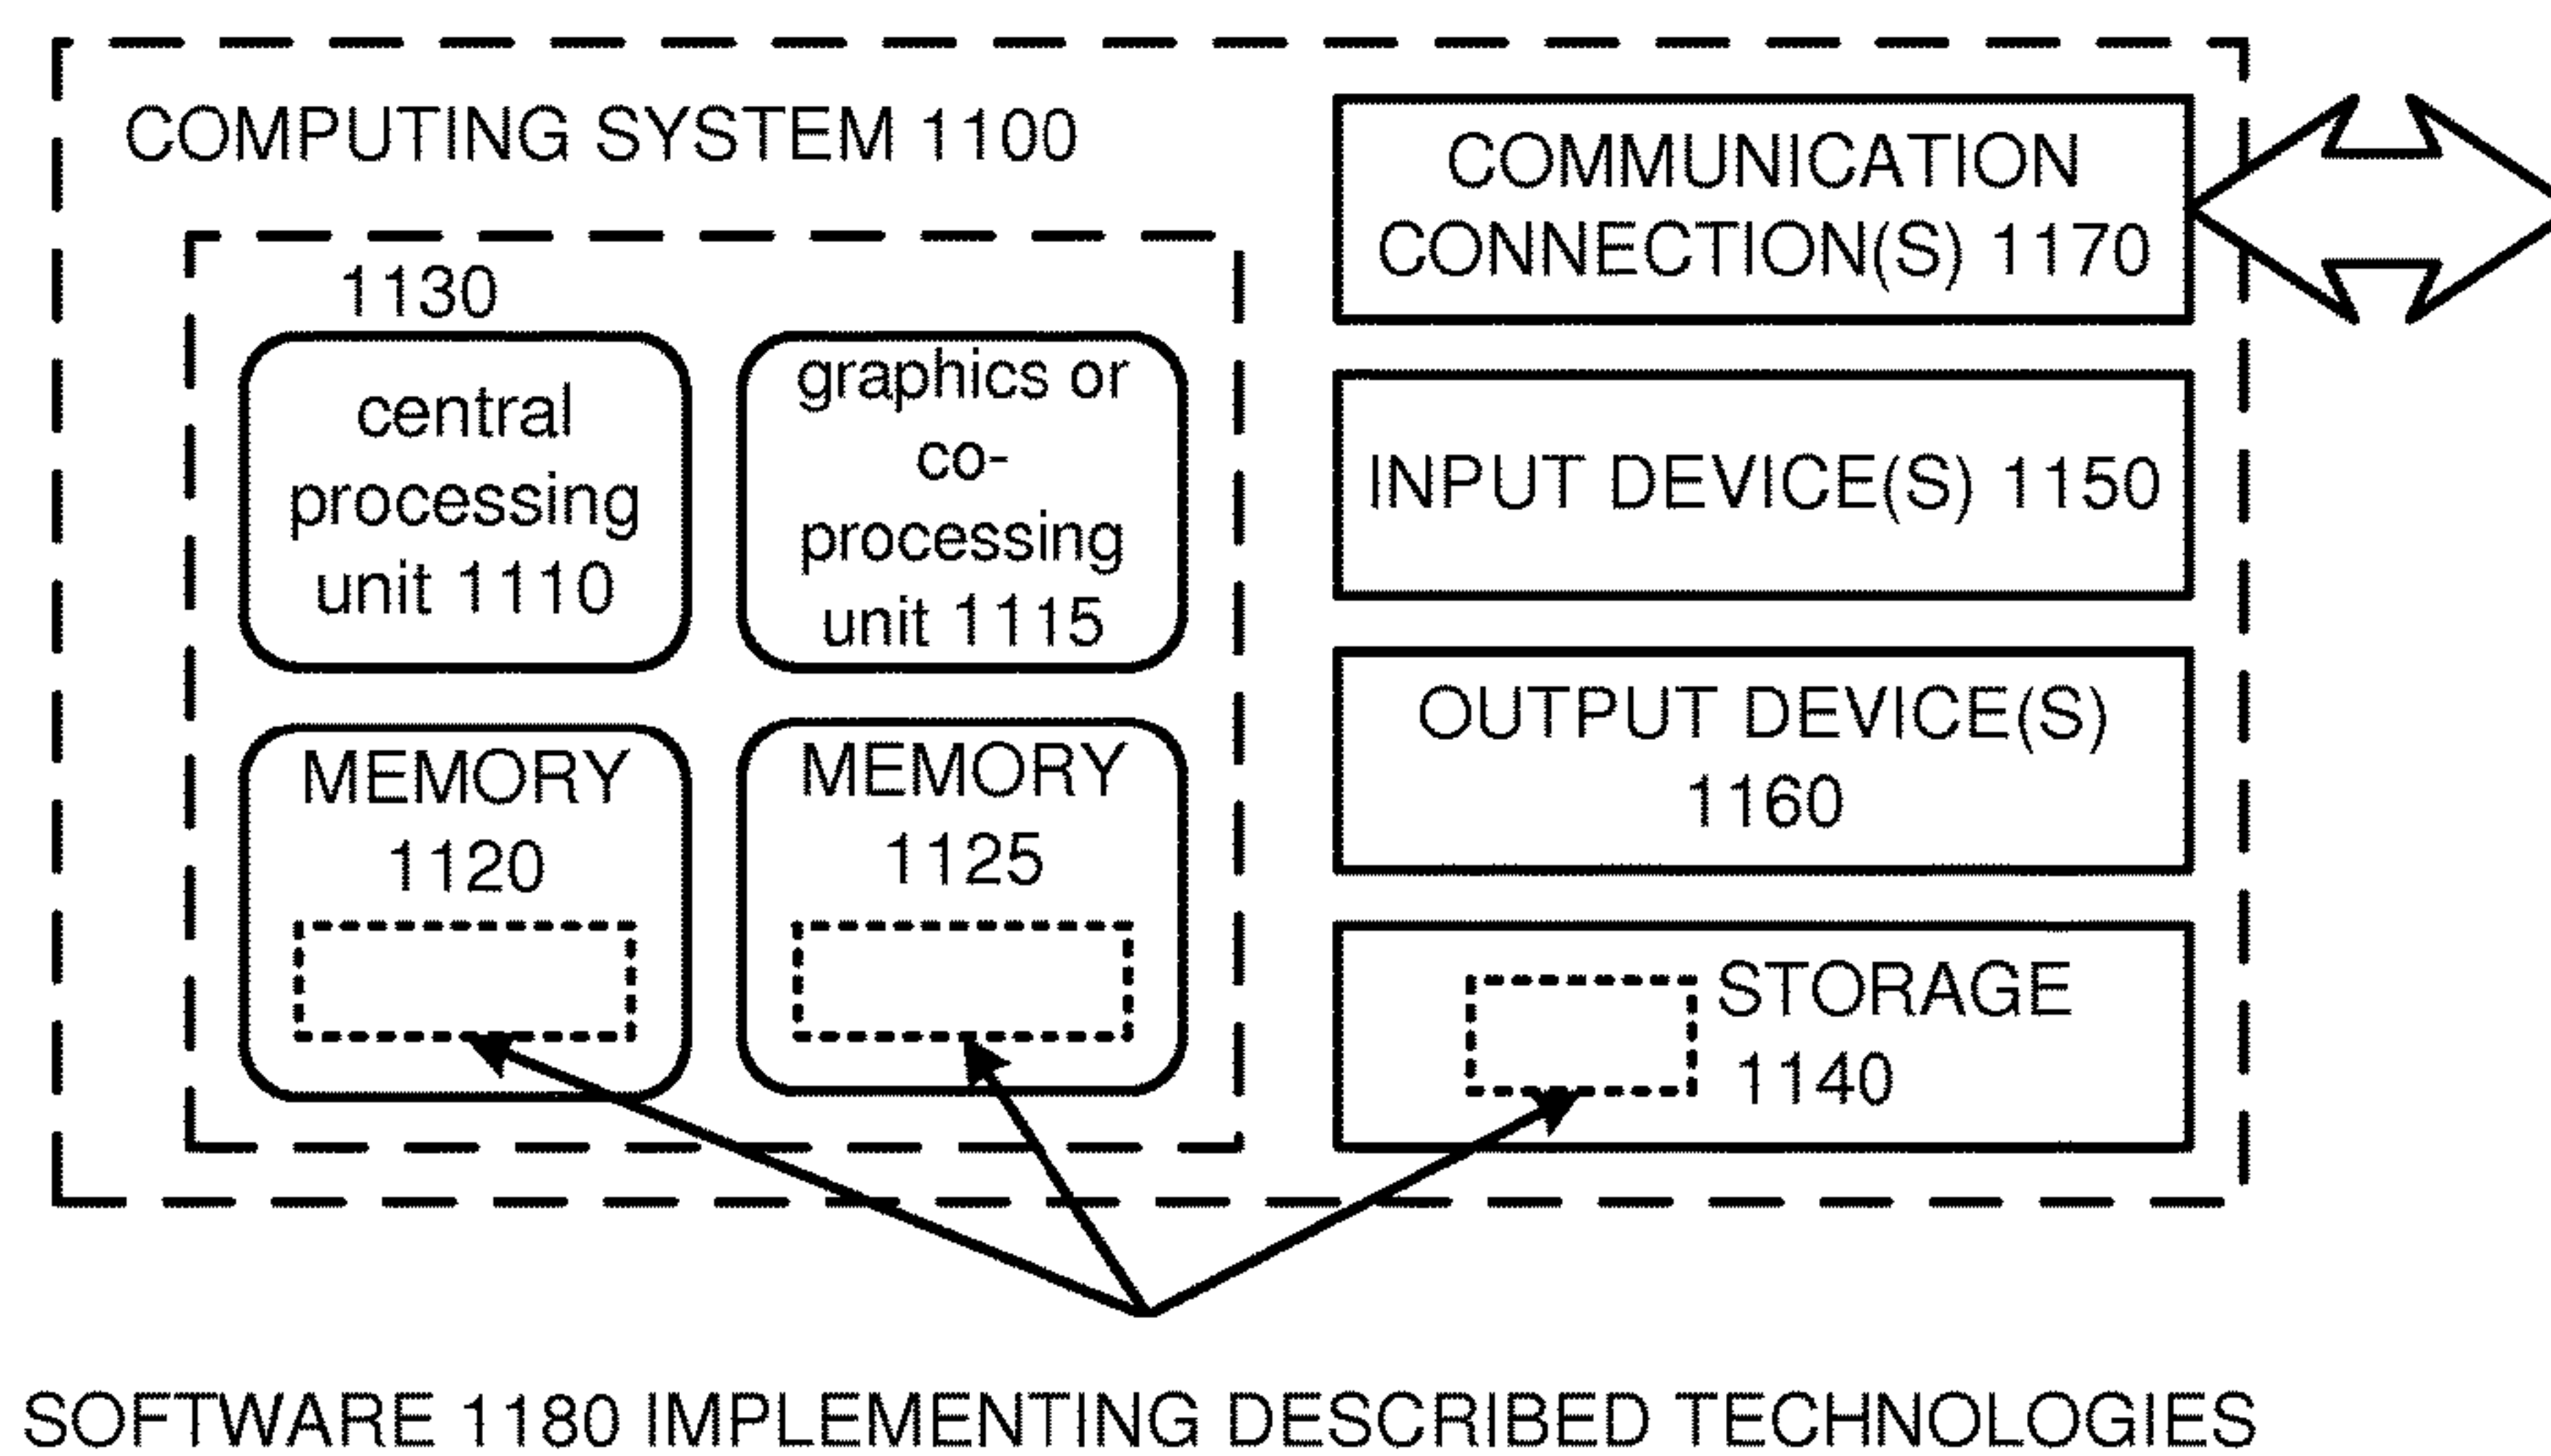 COMPUTING SYSTEM 1100
1130
central
processing
unit 1110
graphics or
co-
processing
unit 1115
MEMORY
1120
MEMORY
1125
COMMUNICATION
CONNECTION(S) 1170
INPUT DEVICE(S) 1150
OUTPUT DEVICE(S)
1160
STORAGE
1140
SOFTWARE 1180 IMPLEMENTING DESCRIBED TECHNOLOGIES